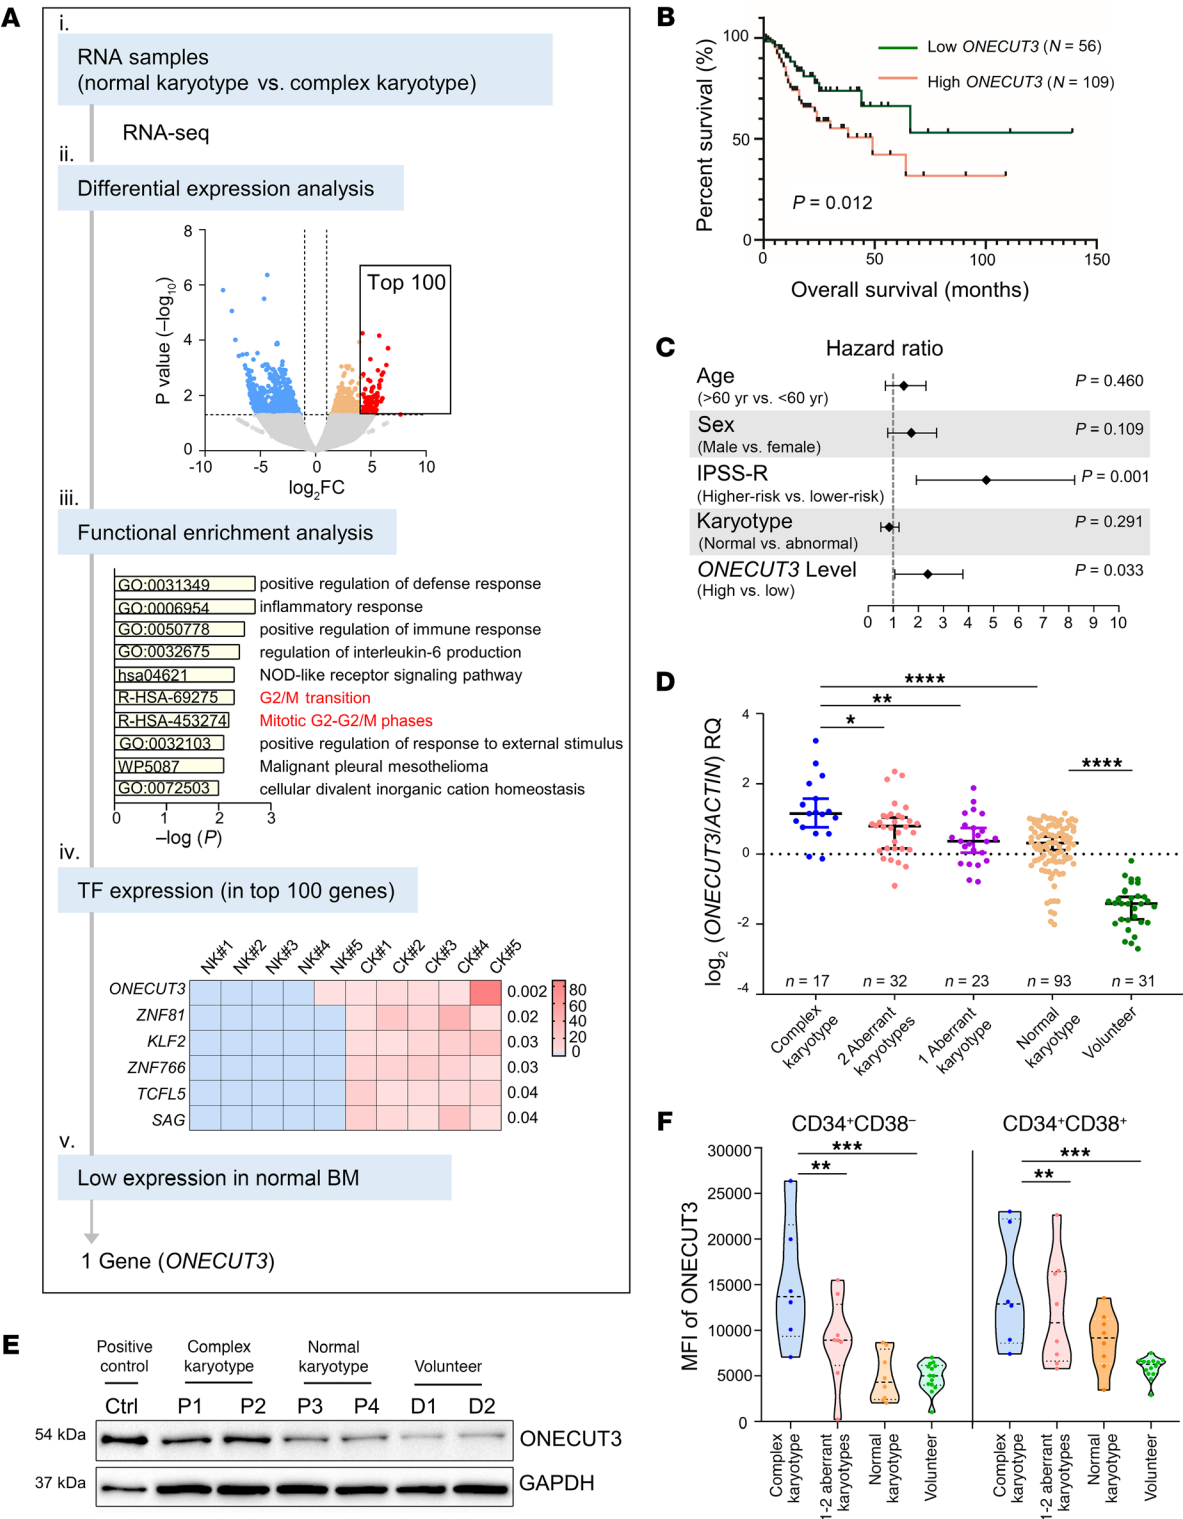 A
i.
RNA samples
(normal karyotype vs. complex karyotype)
RNA-seq
ii.
Differential expression analysis
8
6
4
2
0
P value (–log10)
Top 100
-10
-5
0
5
10
log2FC
iii.
Functional enrichment analysis
GO:0031349 positive regulation of defense response
GO:0006954 inflammatory response
GO:0050778 positive regulation of immune response
GO:0032675 regulation of interleukin-6 production
hsa04621 NOD-like receptor signaling pathway
R-HSA-69275 G2/M transition
R-HSA-453274 Mitotic G2-G2/M phases
GO:0032103 positive regulation of response to external stimulus
WP5087 Malignant pleural mesothelioma
GO:0072503 cellular divalent inorganic cation homeostasis
0
1
2
3
–log (P)
iv.
TF expression (in top 100 genes)
NK#1
NK#2
NK#3
NK#4
NK#5
CK#1
CK#2
CK#3
CK#4
CK#5
ONECUT3 0.002
ZNF81 0.02
KLF2 0.03
ZNF766 0.03
TCFL5 0.04
SAG 0.04
80
60
40
20
0
v.
Low expression in normal BM
1 Gene (ONECUT3)
B
Percent survival (%)
100
50
0
Low ONECUT3 (N = 56)
High ONECUT3 (N = 109)
P = 0.012
0
50
100
150
Overall survival (months)
C
Hazard ratio
Age
(>60 yr vs. <60 yr)
P = 0.460
Sex
(Male vs. female)
P = 0.109
IPSS-R
(Higher-risk vs. lower-risk)
P = 0.001
Karyotype
(Normal vs. abnormal)
P = 0.291
ONECUT3 Level
(High vs. low)
P = 0.033
0 1 2 3 4 5 6 7 8 9 10
D
log2 (ONECUT3/ACTIN) RQ
4
2
0
-2
-4
****
**
*
****
n = 17
n = 32
n = 23
n = 93
n = 31
Complex
karyotype
2 Aberrant
karyotypes
1 Aberrant
karyotype
Normal
karyotype
Volunteer
E
Positive
control
Complex
karyotype
Normal
karyotype
Volunteer
Ctrl P1 P2 P3 P4 D1 D2
54 kDa ONECUT3
37 kDa GAPDH
F
CD34+CD38–
CD34+CD38+
MFI of ONECUT3
30000
25000
20000
15000
10000
5000
0
***
**
***
**
Complex
karyotype
1-2 aberrant
karyotypes
Normal
karyotype
Volunteer
Complex
karyotype
1-2 aberrant
karyotypes
Normal
karyotype
Volunteer